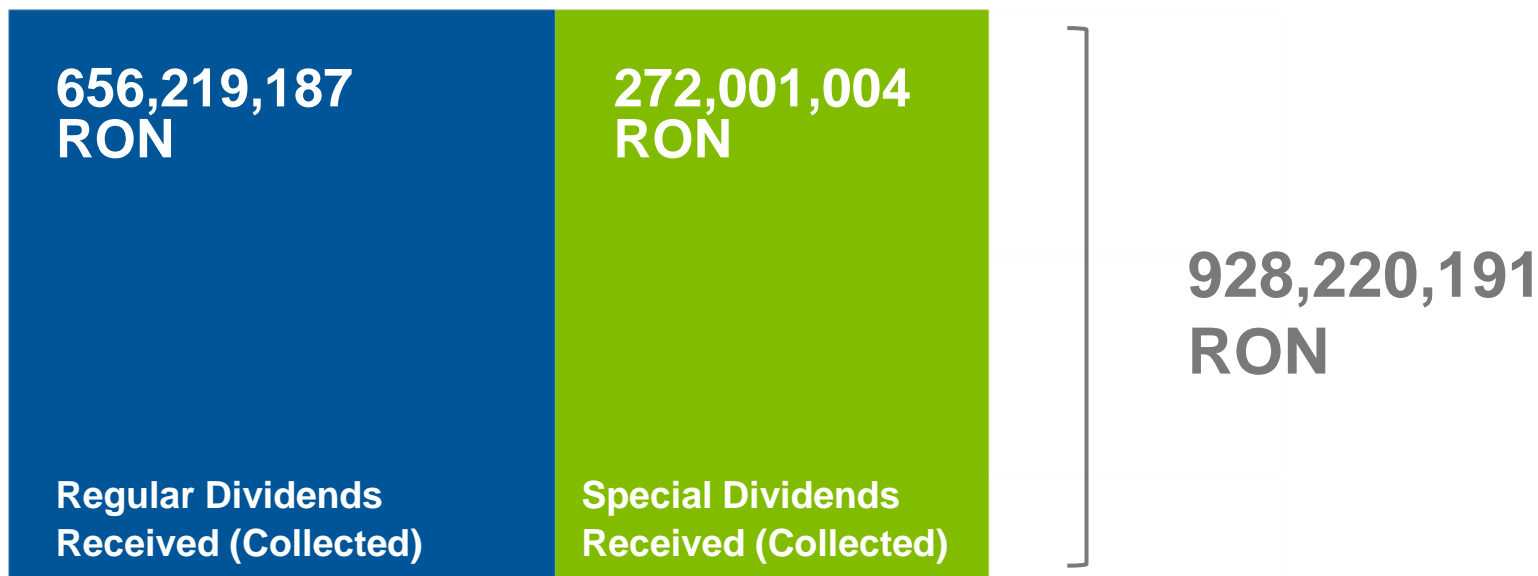 656,219,187
RON
272,001,004
RON
928,220,191
RON
Regular Dividends
Received (Collected)
Special Dividends
Received (Collected)